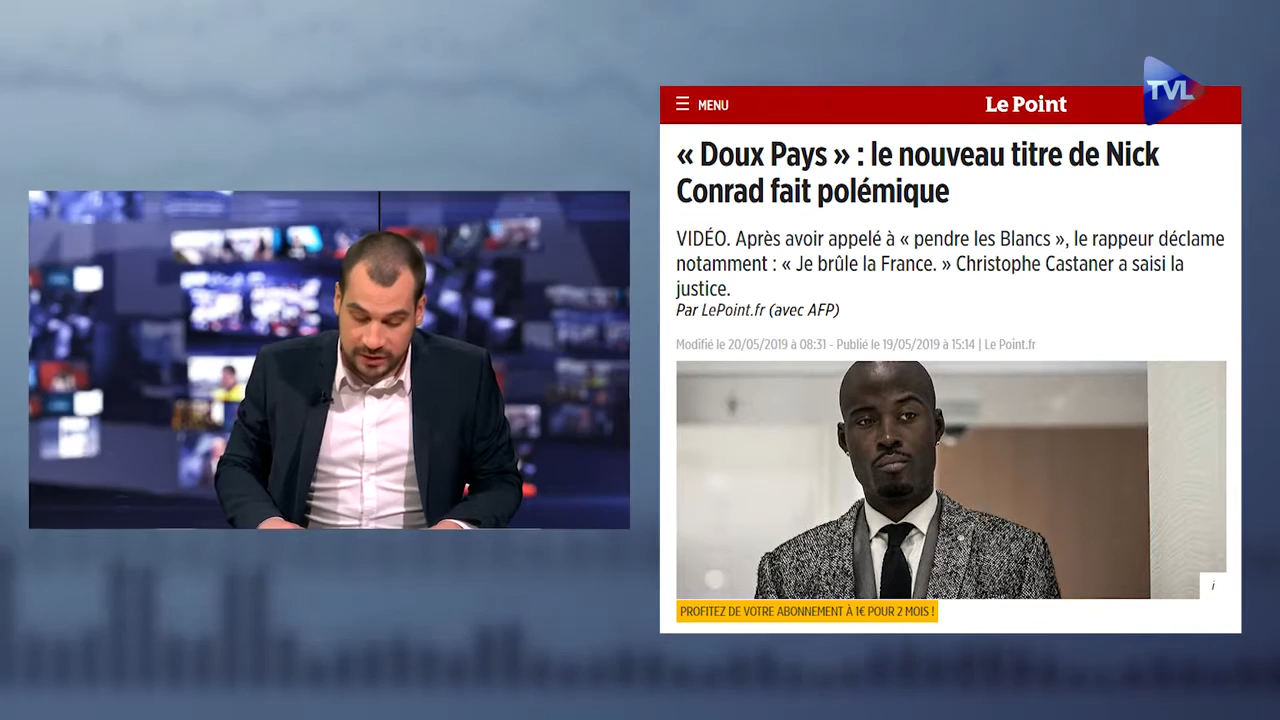 TVL
MENU
Le Point
« Doux Pays » : le nouveau titre de Nick
Conrad fait polémique
VIDÉO. Après avoir appelé à « pendre les Blancs », le rappeur déclame
notamment : « Je brûle la France. » Christophe Castaner a saisi la
justice.
Par LePoint.fr (avec AFP)
Modifié le 20/05/2019 à 08:31 - Publié le 19/05/2019 à 15:14 | Le Point.fr
i
PROFITEZ DE VOTRE ABONNEMENT À 1€ POUR 2 MOIS !